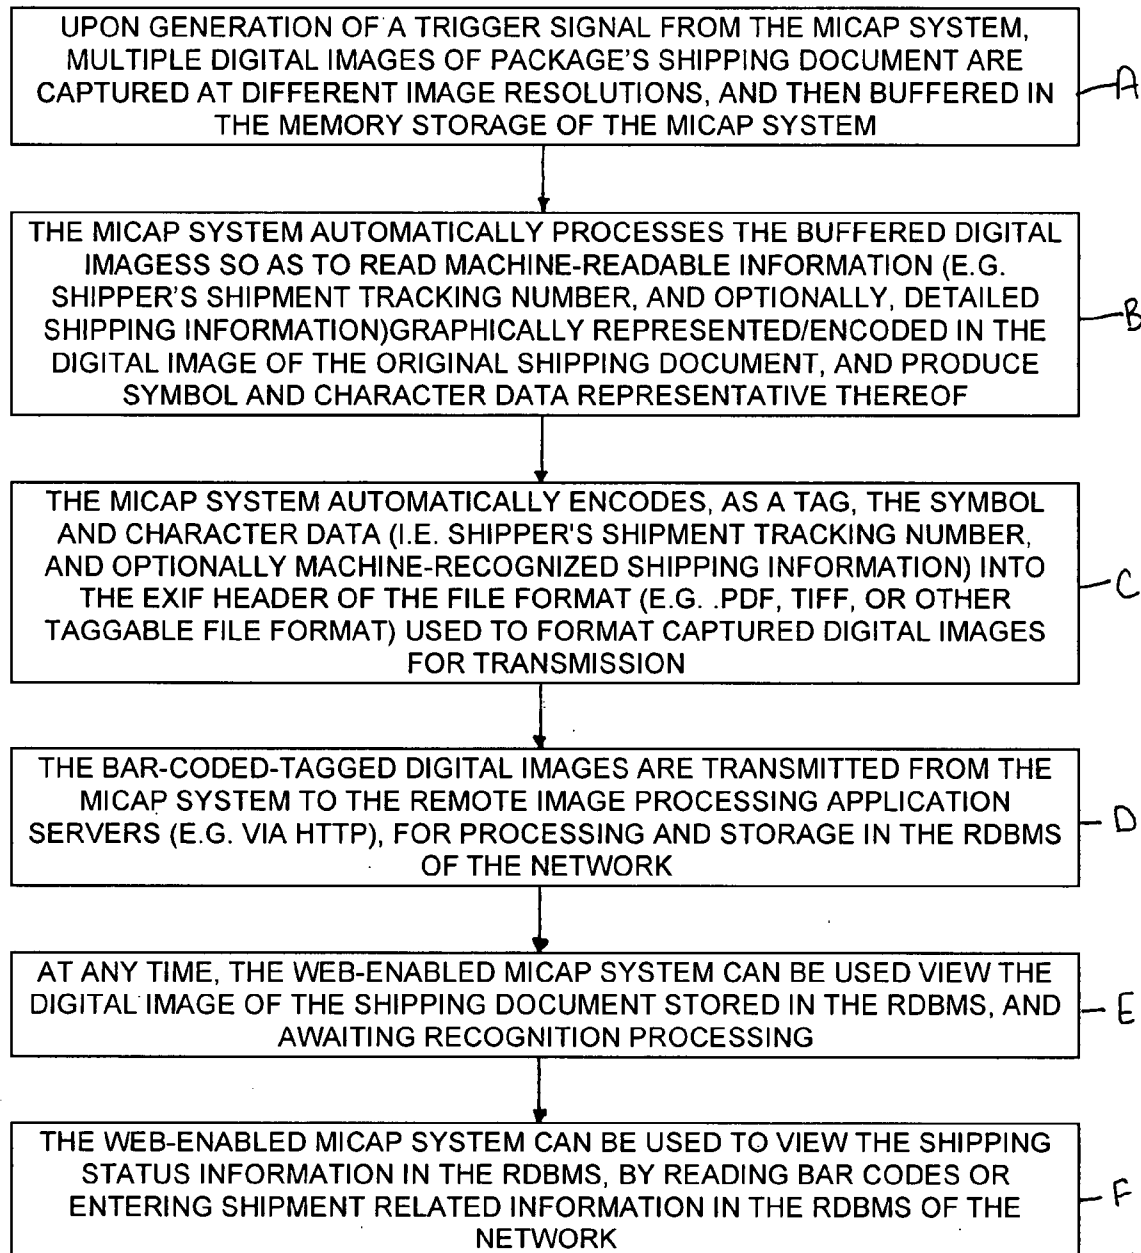 UPON GENERATION OF A TRIGGER SIGNAL FROM THE MICAP SYSTEM,
MULTIPLE DIGITAL IMAGES OF PACKAGE'S SHIPPING DOCUMENT ARE
CAPTURED AT DIFFERENT IMAGE RESOLUTIONS, AND THEN BUFFERED IN
THE MEMORY STORAGE OF THE MICAP SYSTEM
A
THE MICAP SYSTEM AUTOMATICALLY PROCESSES THE BUFFERED DIGITAL
IMAGESS SO AS TO READ MACHINE-READABLE INFORMATION (E.G.
SHIPPER'S SHIPMENT TRACKING NUMBER, AND OPTIONALLY, DETAILED
SHIPPING INFORMATION)GRAPHICALLY REPRESENTED/ENCODED IN THE
DIGITAL IMAGE OF THE ORIGINAL SHIPPING DOCUMENT, AND PRODUCE
SYMBOL AND CHARACTER DATA REPRESENTATIVE THEREOF
B
THE MICAP SYSTEM AUTOMATICALLY ENCODES, AS A TAG, THE SYMBOL
AND CHARACTER DATA (I.E. SHIPPER'S SHIPMENT TRACKING NUMBER,
AND OPTIONALLY MACHINE-RECOGNIZED SHIPPING INFORMATION) INTO
THE EXIF HEADER OF THE FILE FORMAT (E.G. .PDF, TIFF, OR OTHER
TAGGABLE FILE FORMAT) USED TO FORMAT CAPTURED DIGITAL IMAGES
FOR TRANSMISSION
C
THE BAR-CODED-TAGGED DIGITAL IMAGES ARE TRANSMITTED FROM THE
MICAP SYSTEM TO THE REMOTE IMAGE PROCESSING APPLICATION
SERVERS (E.G. VIA HTTP), FOR PROCESSING AND STORAGE IN THE RDBMS
OF THE NETWORK
D
AT ANY TIME, THE WEB-ENABLED MICAP SYSTEM CAN BE USED VIEW THE
DIGITAL IMAGE OF THE SHIPPING DOCUMENT STORED IN THE RDBMS, AND
AWAITING RECOGNITION PROCESSING
E
THE WEB-ENABLED MICAP SYSTEM CAN BE USED TO VIEW THE SHIPPING
STATUS INFORMATION IN THE RDBMS, BY READING BAR CODES OR
ENTERING SHIPMENT RELATED INFORMATION IN THE RDBMS OF THE
NETWORK
F